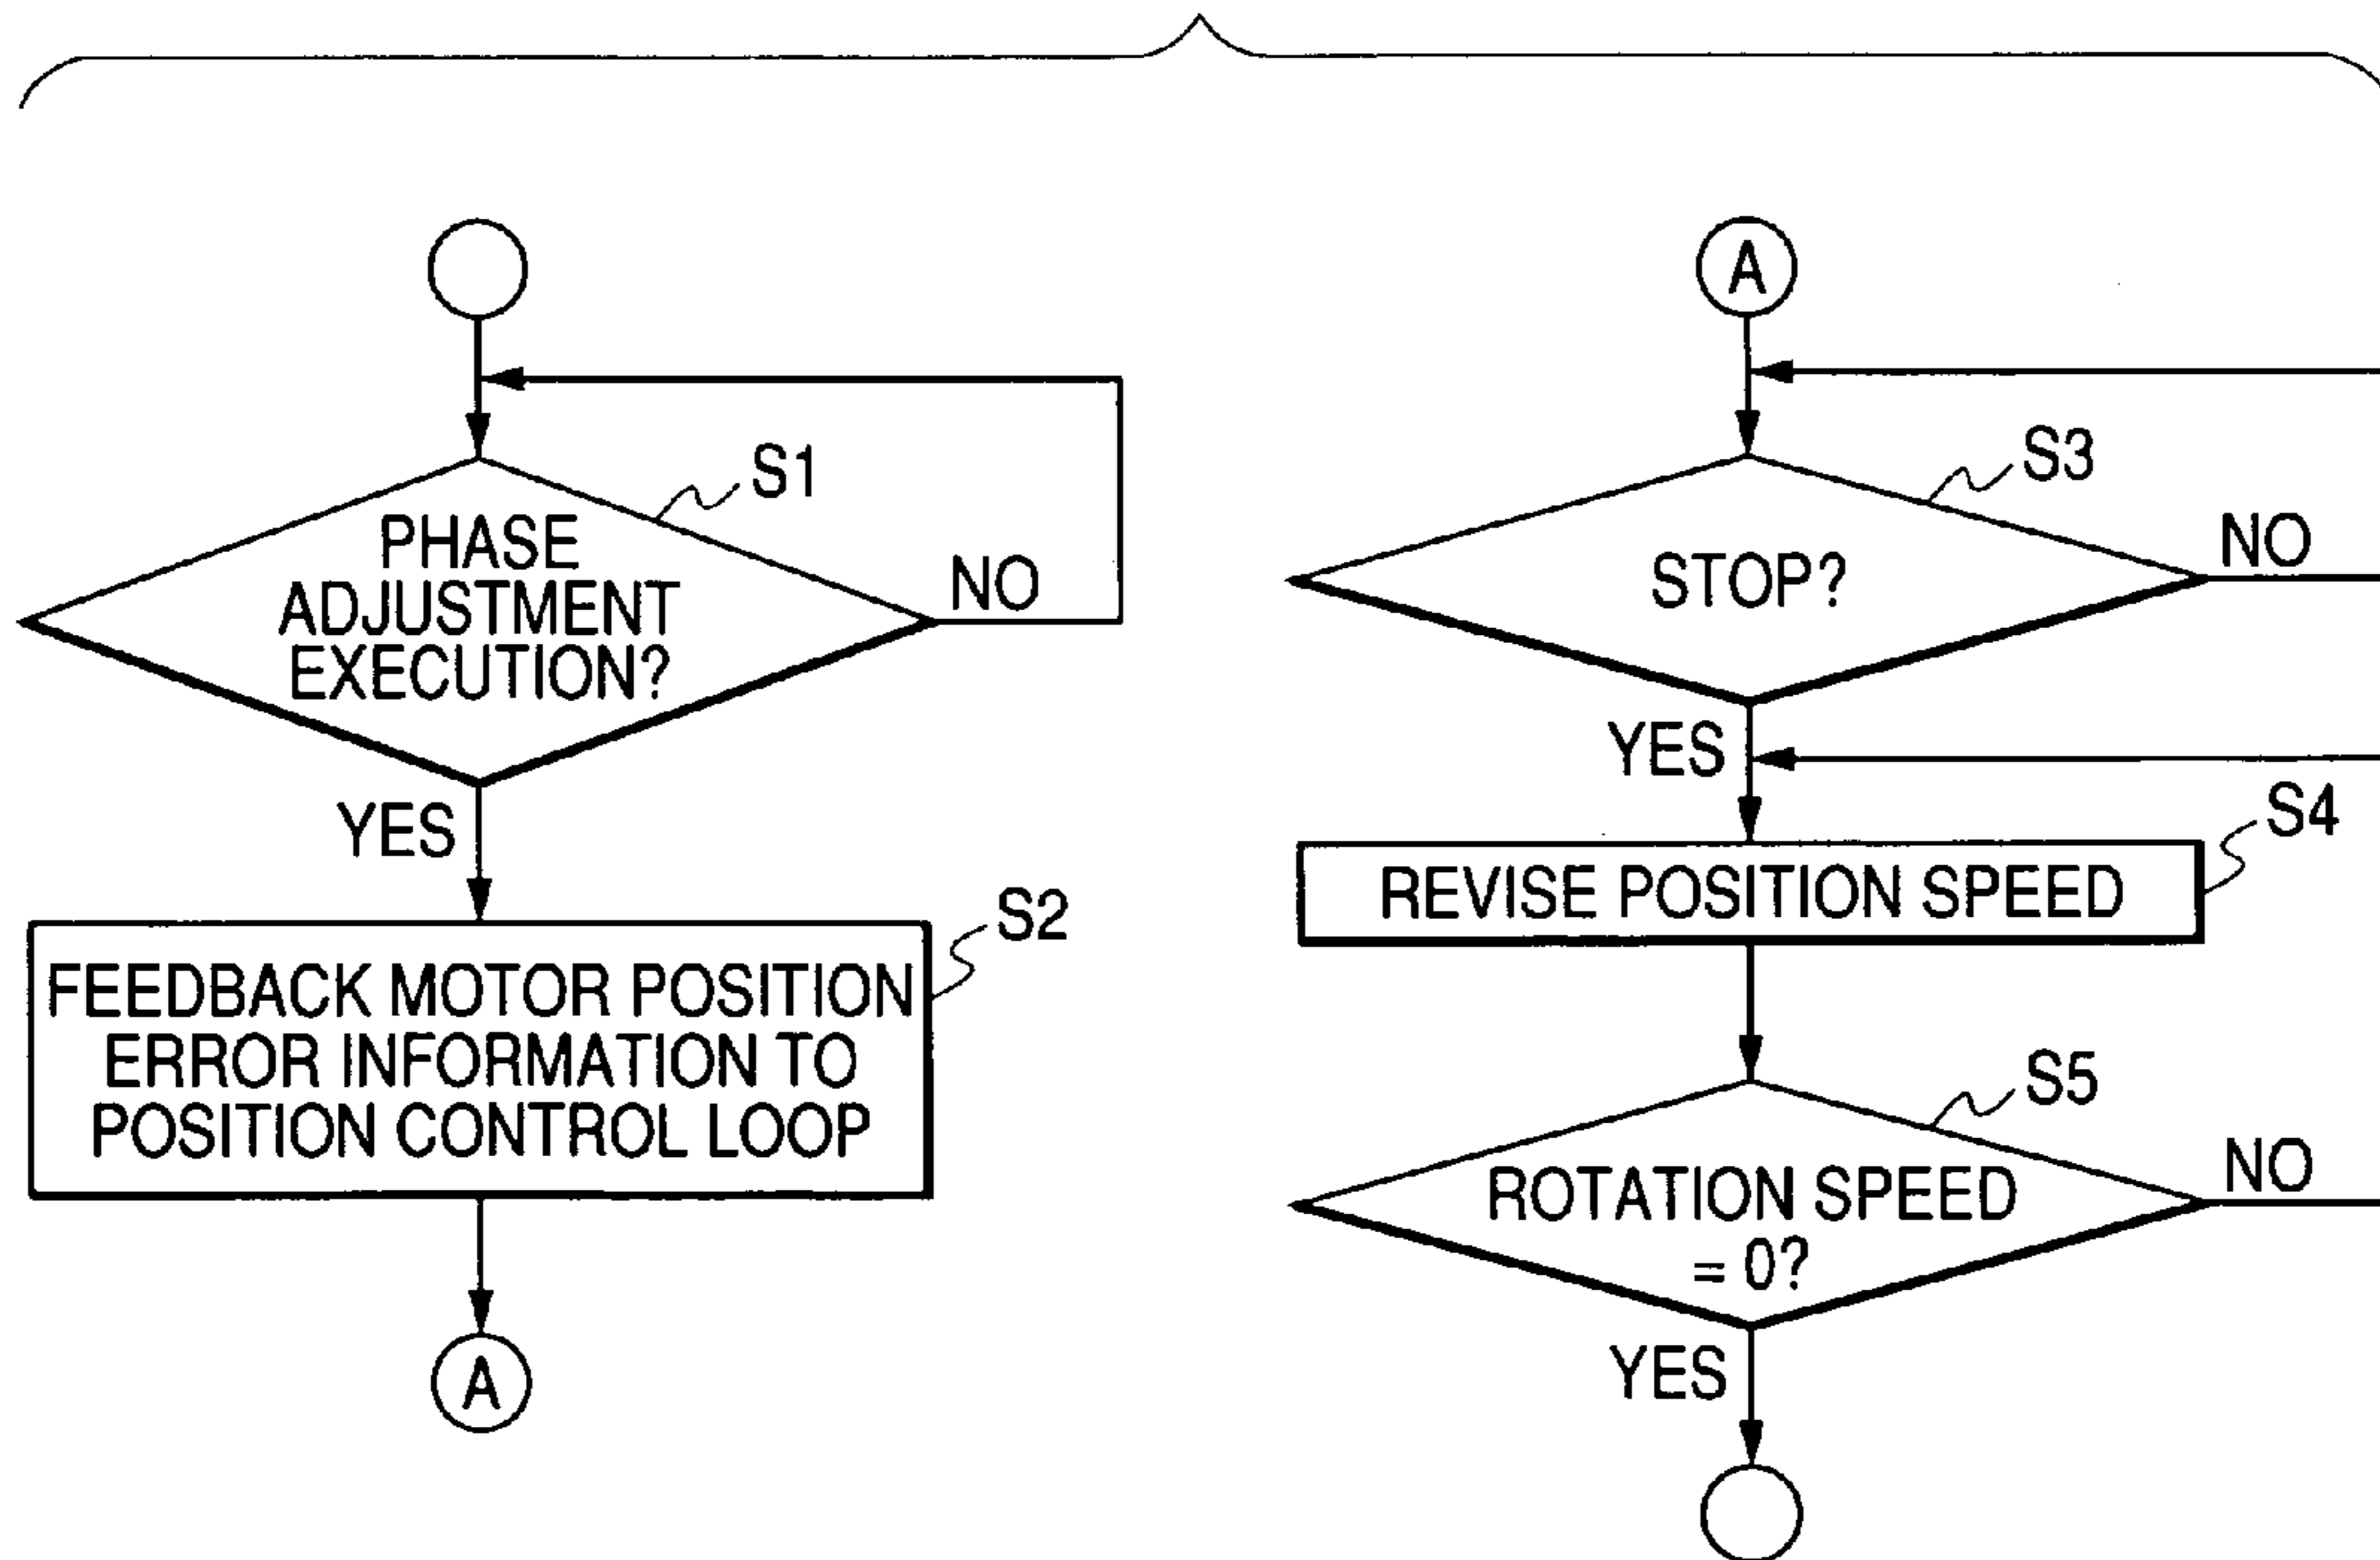 S1
PHASE
ADJUSTMENT
EXECUTION?
NO
YES
S2
FEEDBACK MOTOR POSITION
ERROR INFORMATION TO
POSITION CONTROL LOOP
A
A
S3
STOP?
NO
YES
S4
REVISE POSITION SPEED
S5
ROTATION SPEED
= 0?
NO
YES